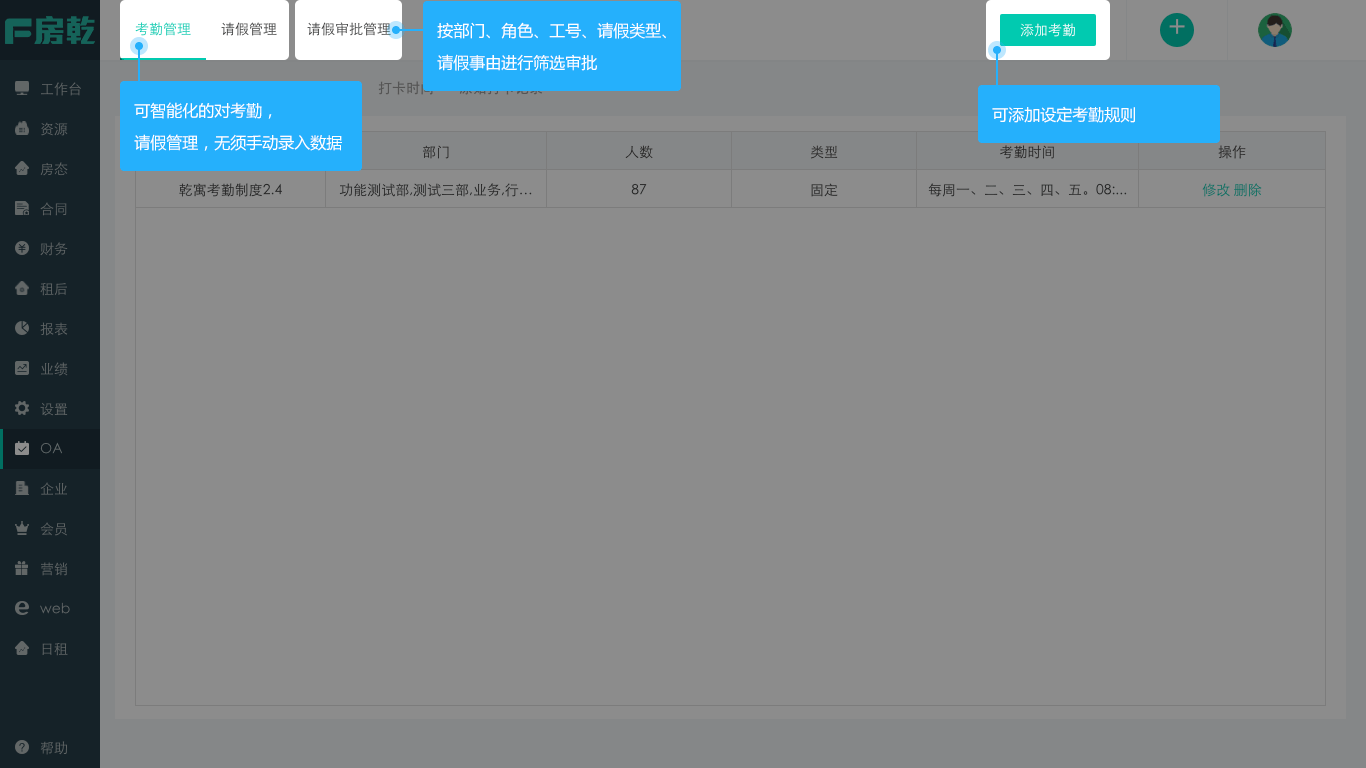 房乾
考勤管理
请假管理
请假审批管理
按部门、角色、工号、请假类型、
请假事由进行筛选审批
添加考勤
可智能化的对考勤，
请假管理，无须手动录入数据
打卡时间
可添加设定考勤规则
部门
人数
类型
考勤时间
操作
乾寓考勤制度2.4
功能测试部,测试三部,业务,行...
87
固定
每周一、二、三、四、五。08:...
修改 删除
工作台
资源
房态
合同
财务
租后
报表
业绩
设置
OA
企业
会员
营销
web
日租
帮助